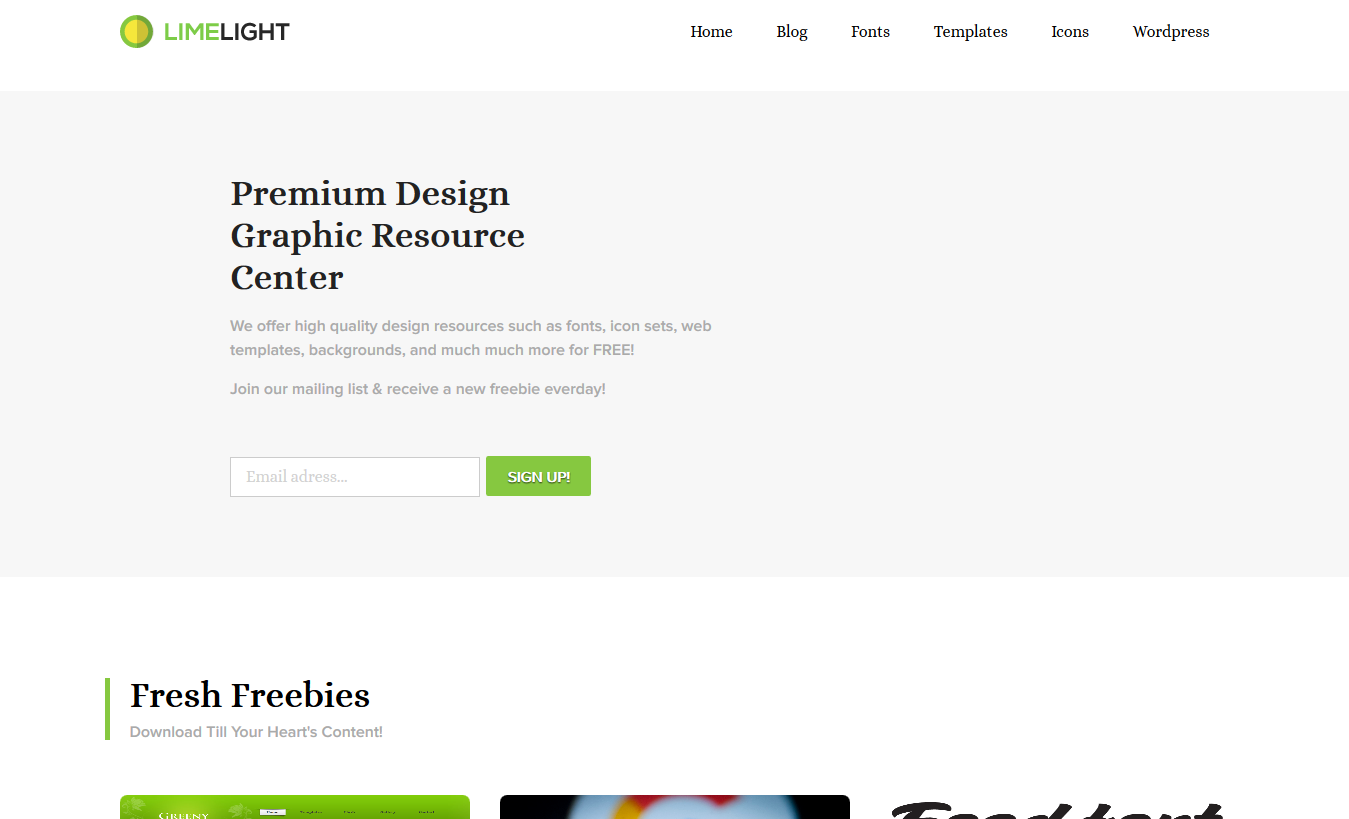 LIMELIGHT
Home Blog Fonts Templates Icons Wordpress
Premium Design
Graphic Resource
Center
We offer high quality design resources such as fonts, icon sets, web
templates, backgrounds, and much much more for FREE!
Join our mailing list & receive a new freebie everday!
Email adress... SIGN UP!
Fresh Freebies
Download Till Your Heart's Content!
GREENY